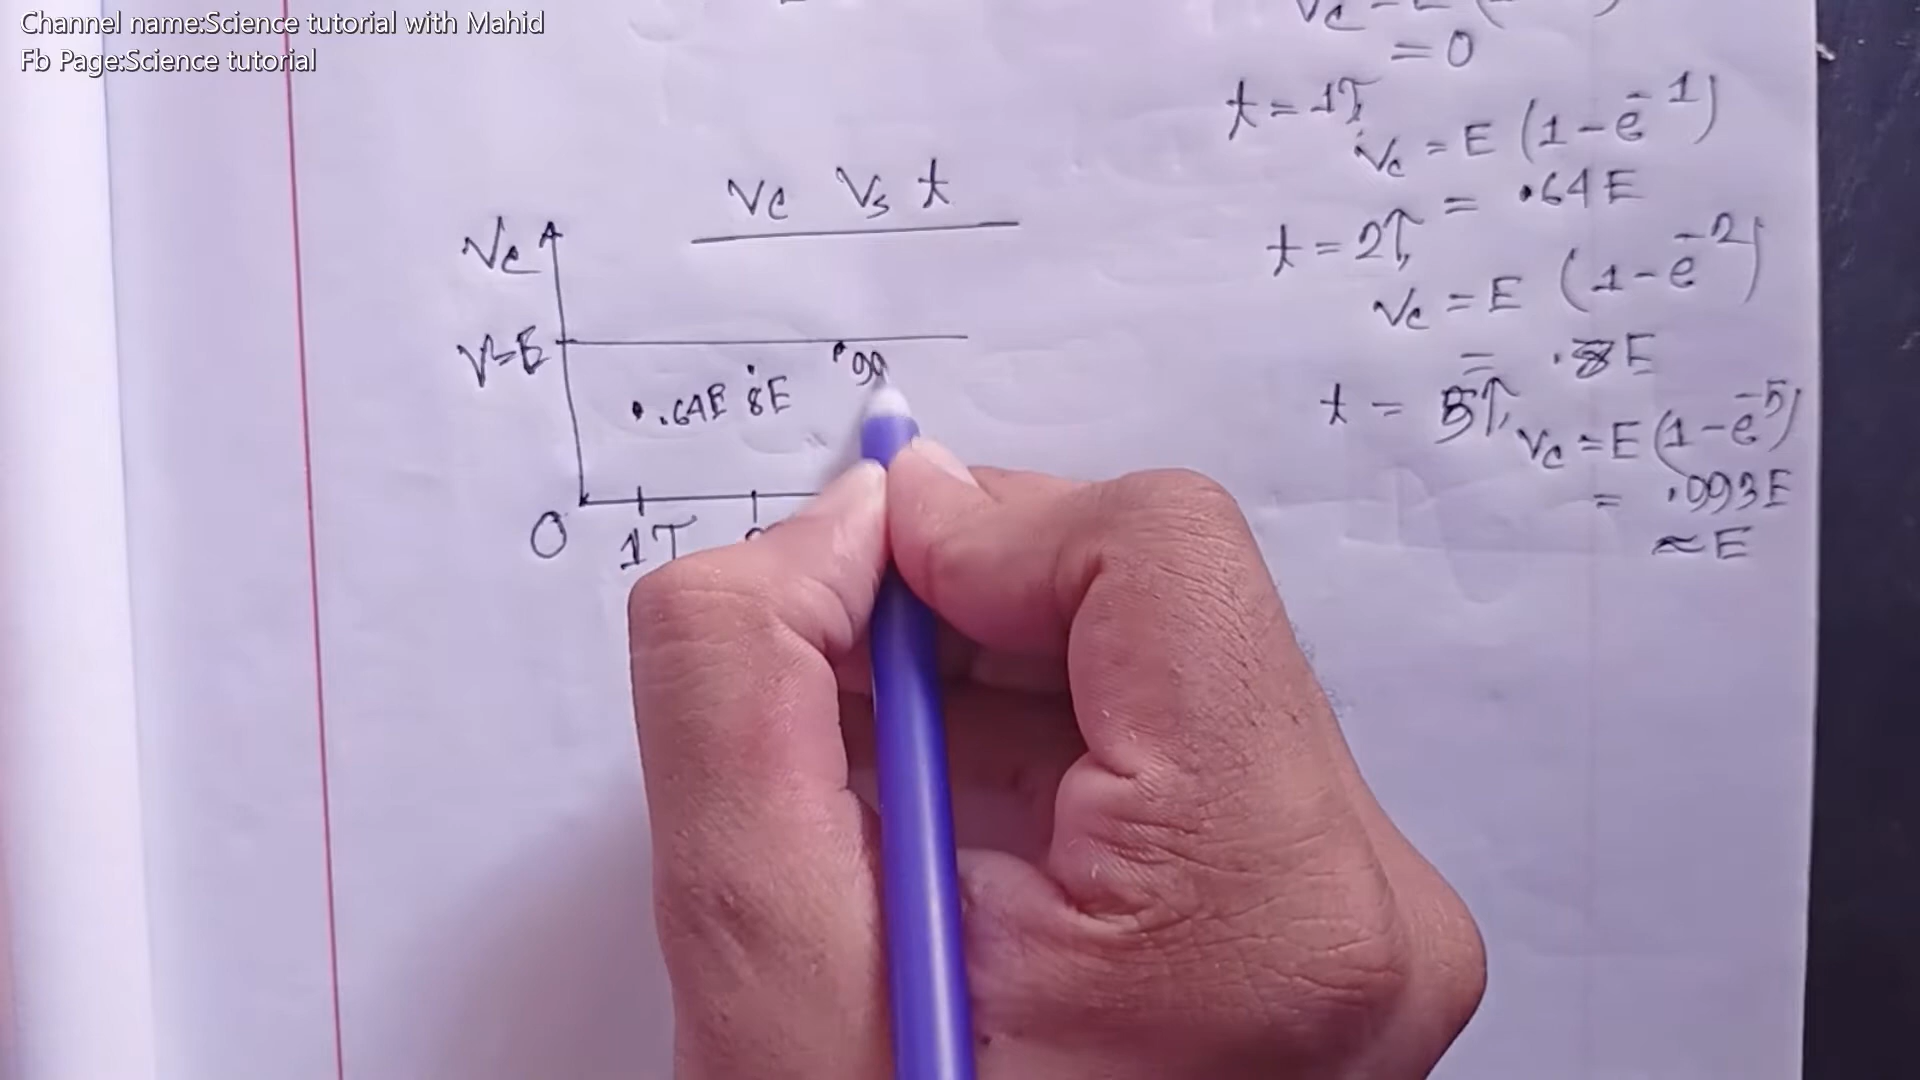 Channel name:Science tutorial with Mahid
Fb Page:Science tutorial
= 0
t = 1τ
Vc = E (1 - e^-1)
= .64E
t = 2τ
Vc = E (1 - e^-2)
= .8E
t = 5τ
Vc = E (1 - e^-5)
= .993E
≈ E
Vc Vs t
Vc
V=E
.64E
8E
99
0
1τ